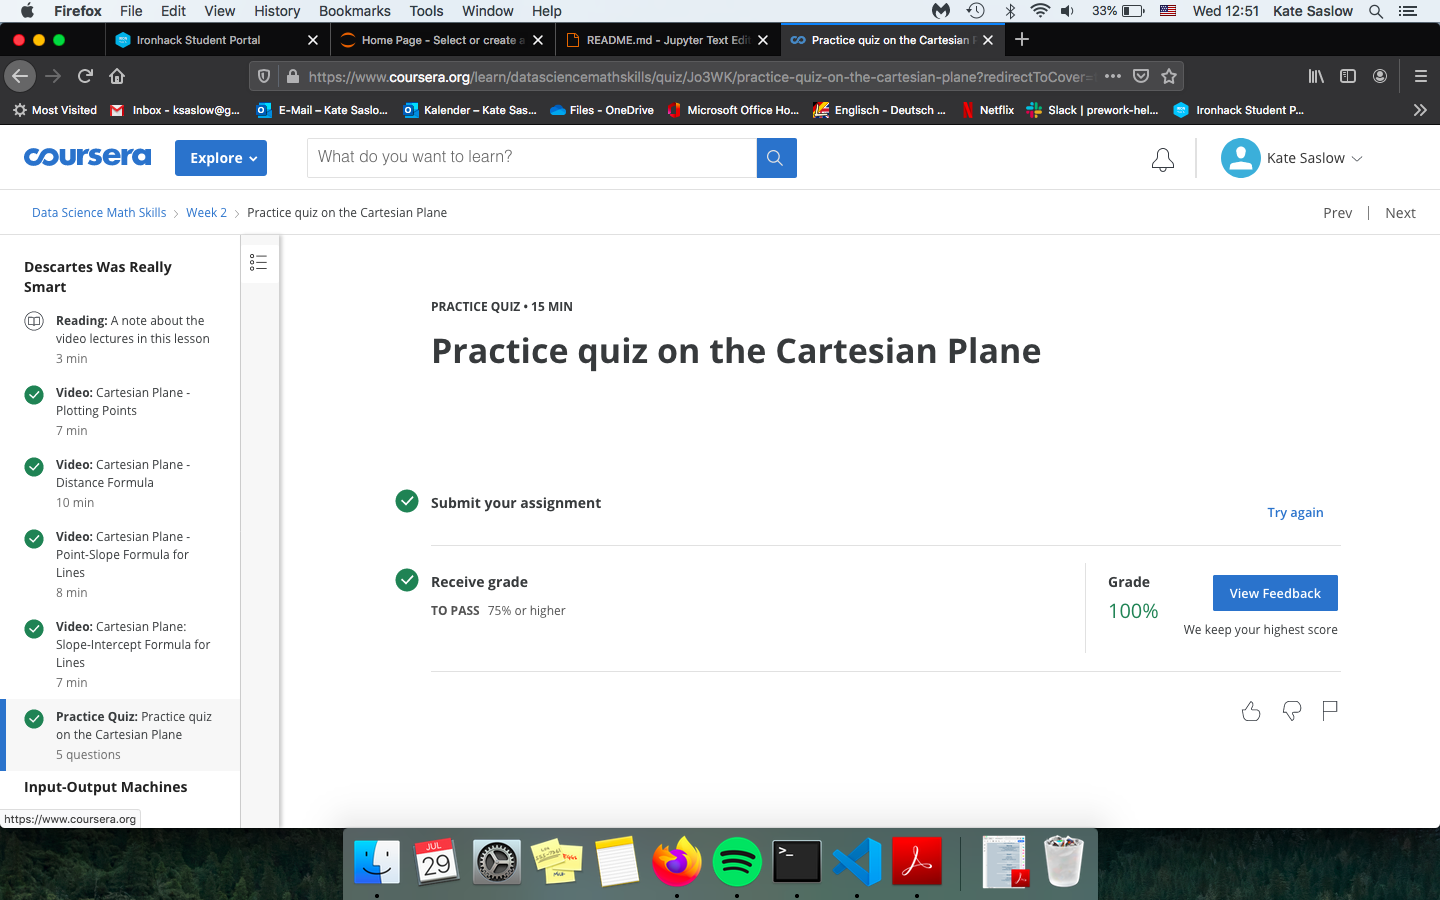 Firefox File Edit View History Bookmarks Tools Window Help 33% Wed 12:51 Kate Saslow
Ironhack Student Portal Home Page - Select or create a README.md - Jupyter Text Edit Practice quiz on the Cartesian P
https://www.coursera.org/learn/datasciencemathskills/quiz/Jo3WK/practice-quiz-on-the-cartesian-plane?redirectToCover=
Most Visited Inbox - ksaslow@g... E-Mail – Kate Saslo... Kalender – Kate Sas... Files - OneDrive Microsoft Office Ho... Englisch - Deutsch ... Netflix Slack | prework-hel... Ironhack Student P...
coursera Explore What do you want to learn? Kate Saslow
Data Science Math Skills > Week 2 > Practice quiz on the Cartesian Plane Prev | Next
Descartes Was Really
Smart
Reading: A note about the
video lectures in this lesson
3 min
Video: Cartesian Plane -
Plotting Points
7 min
Video: Cartesian Plane -
Distance Formula
10 min
Video: Cartesian Plane -
Point-Slope Formula for
Lines
8 min
Video: Cartesian Plane:
Slope-Intercept Formula for
Lines
7 min
Practice Quiz: Practice quiz
on the Cartesian Plane
5 questions
Input-Output Machines
https://www.coursera.org
PRACTICE QUIZ • 15 MIN
Practice quiz on the Cartesian Plane
Submit your assignment
Try again
Receive grade
TO PASS 75% or higher
Grade
100%
View Feedback
We keep your highest score
JUL
29